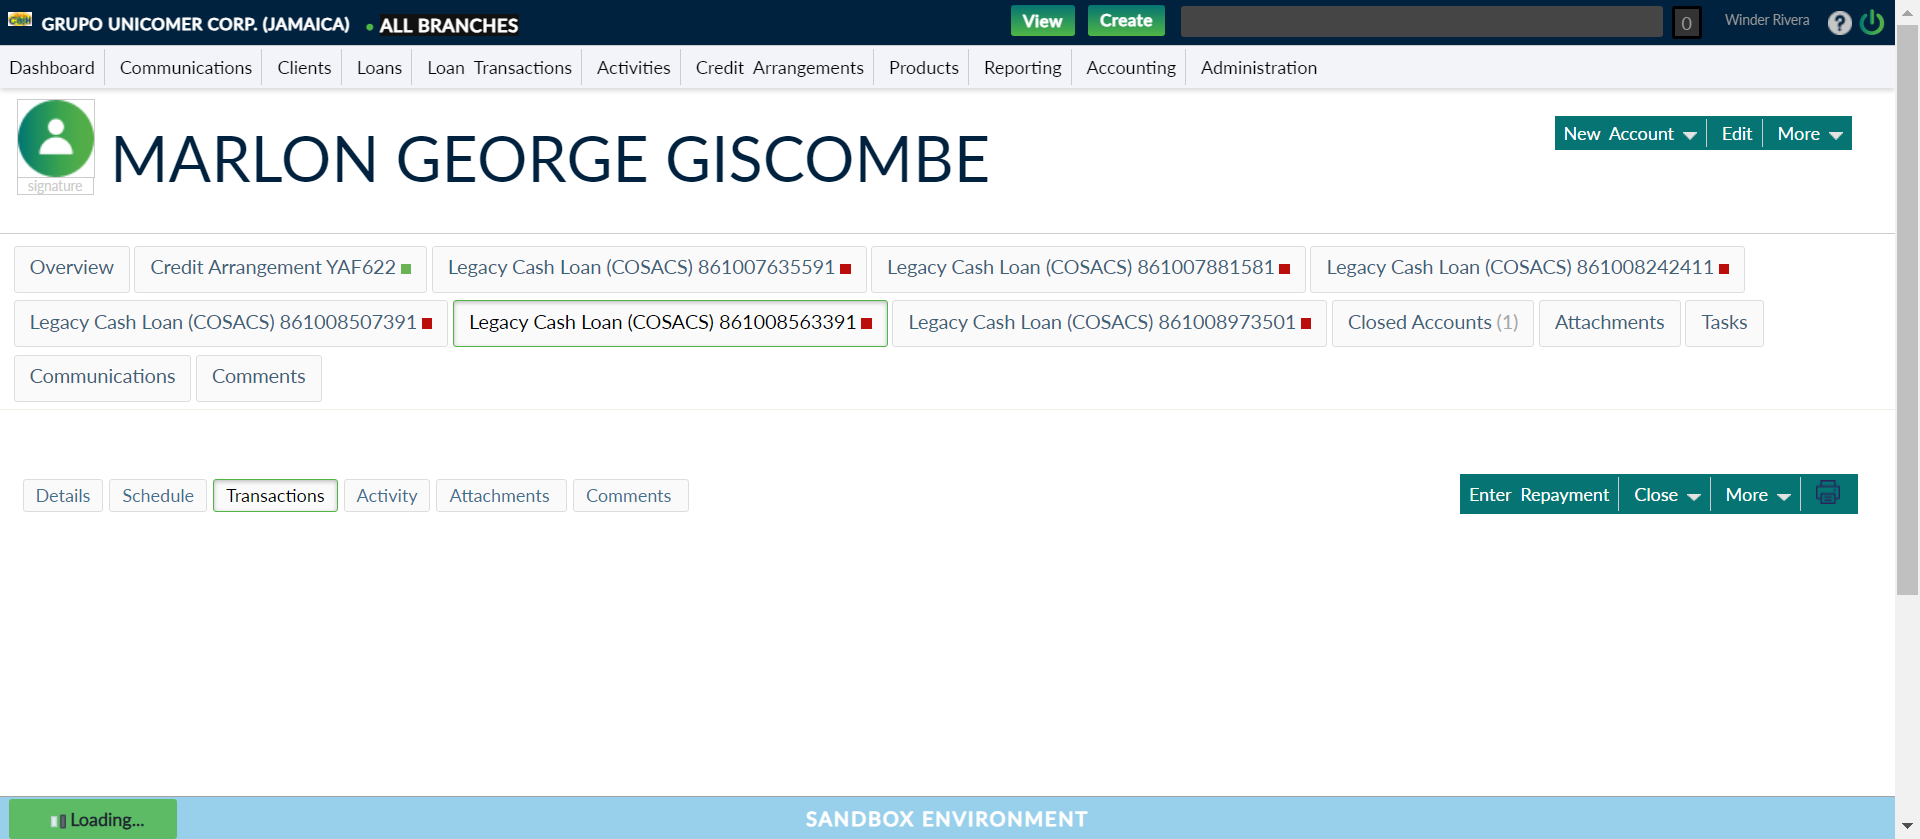 GRUPO UNICOMER CORP. (JAMAICA) • ALL BRANCHES View Create 0 Winder Rivera ?
Dashboard Communications Clients Loans Loan Transactions Activities Credit Arrangements Products Reporting Accounting Administration
MARLON GEORGE GISCOMBE
signature
New Account Edit More
Overview Credit Arrangement YAF622 Legacy Cash Loan (COSACS) 861007635591 Legacy Cash Loan (COSACS) 861007881581 Legacy Cash Loan (COSACS) 861008242411
Legacy Cash Loan (COSACS) 861008507391 Legacy Cash Loan (COSACS) 861008563391 Legacy Cash Loan (COSACS) 861008973501 Closed Accounts (1) Attachments Tasks
Communications Comments
Details Schedule Transactions Activity Attachments Comments Enter Repayment Close More
Loading... SANDBOX ENVIRONMENT